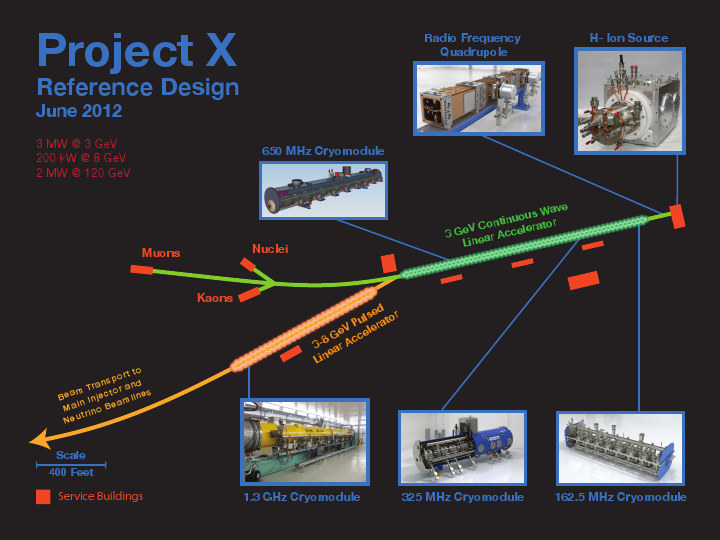 Project X
Reference Design
June 2012
3 MW @ 3 GeV
200 kW @ 8 GeV
2 MW @ 120 GeV
Radio Frequency
Quadrupole
H- Ion Source
650 MHz Cryomodule
3 GeV Continuous Wave
Linear Accelerator
Muons
Nuclei
Kaons
3-8 GeV Pulsed
Linear Accelerator
Beam Transport to
Main Injector and
Neutrino Beamlines
Scale
400 Feet
Service Buildings
1.3 GHz Cryomodule
325 MHz Cryomodule
162.5 MHz Cryomodule